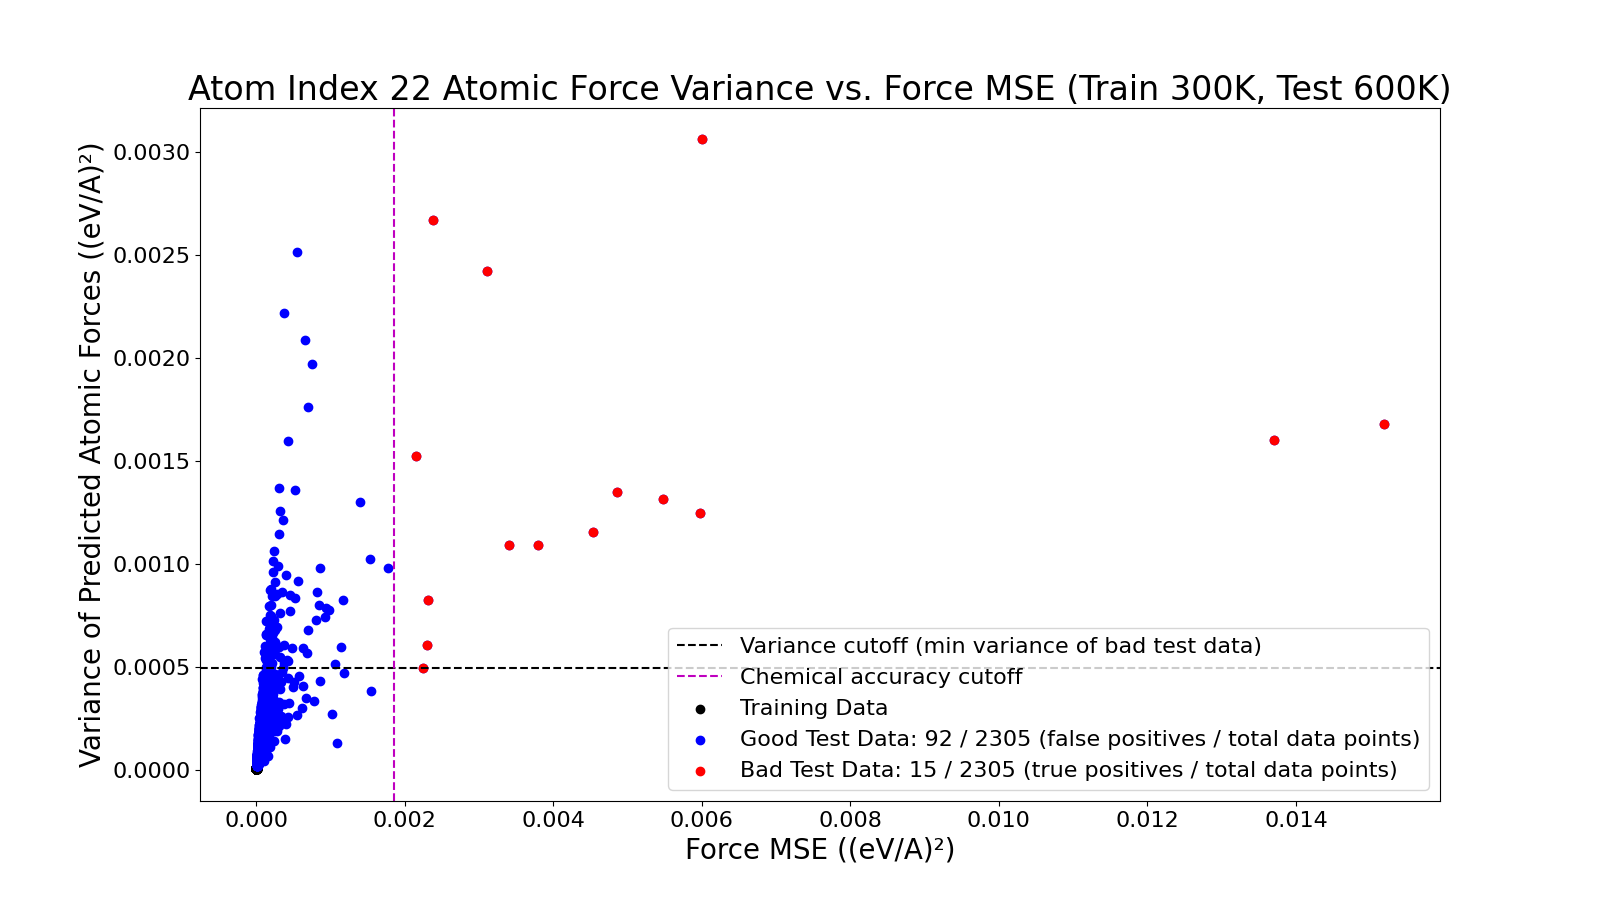 Atom Index 22 Atomic Force Variance vs. Force MSE (Train 300K, Test 600K)
Variance of Predicted Atomic Forces ((eV/A)²)
0.0030
0.0025
0.0020
0.0015
0.0010
0.0005
0.0000
Variance cutoff (min variance of bad test data)
Chemical accuracy cutoff
Training Data
Good Test Data: 92 / 2305 (false positives / total data points)
Bad Test Data: 15 / 2305 (true positives / total data points)
0.000 0.002 0.004 0.006 0.008 0.010 0.012 0.014
Force MSE ((eV/A)²)